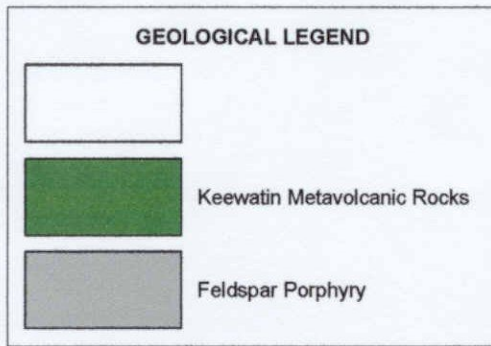 GEOLOGICAL LEGEND
Keewatin Metavolcanic Rocks
Feldspar Porphyry